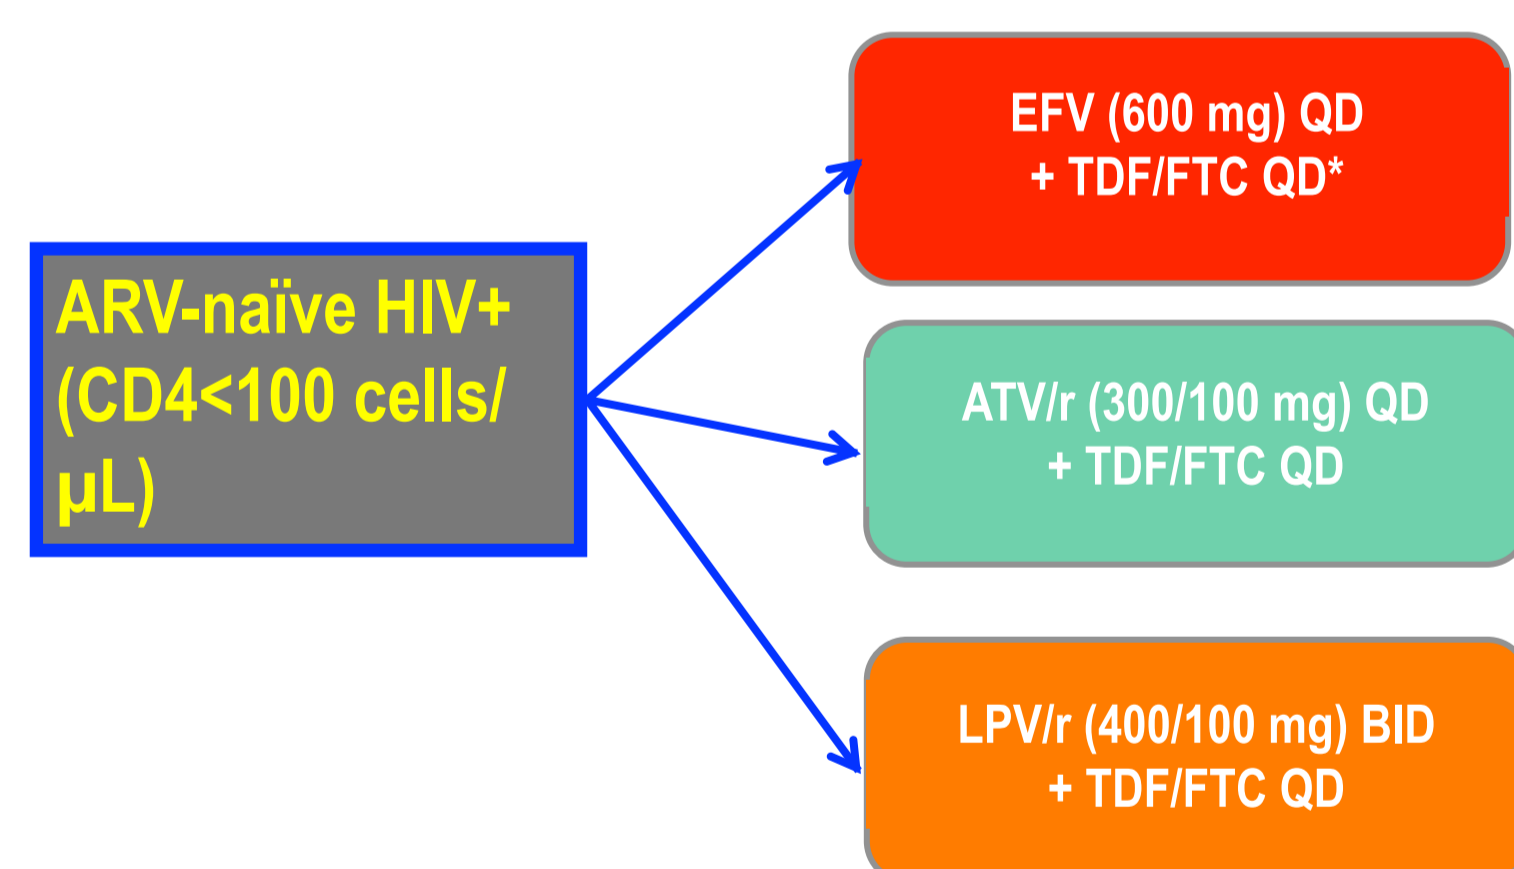 ARV-naïve HIV+
(CD4<100 cells/
µL)
EFV (600 mg) QD
+ TDF/FTC QD*
ATV/r (300/100 mg) QD
+ TDF/FTC QD
LPV/r (400/100 mg) BID
+ TDF/FTC QD